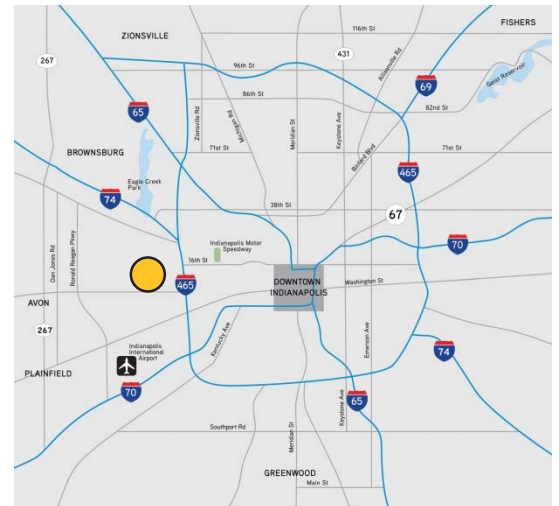 ZIONSVILLE
FISHERS
116th St
267
431
Allisonville Rd
96th St
Geist Reservoir
69
86th St
65
Zionsville Rd
Michigan Rd
Meridian St
Keystone Ave
82nd St
Binford Blvd
BROWNSBURG
71st St
71st St
465
Eagle Creek
Park
74
38th St
67
Dan Jones Rd
Ronald Reagan Pkwy
Indianapolis Motor
Speedway
70
16th St
465
DOWNTOWN
INDIANAPOLIS
Washington St
AVON
267
Kentucky Ave
Emerson Ave
Indianapolis
International
Airport
74
PLAINFIELD
70
65
Keystone Ave
Southport Rd
Meridian St
GREENWOOD
Main St